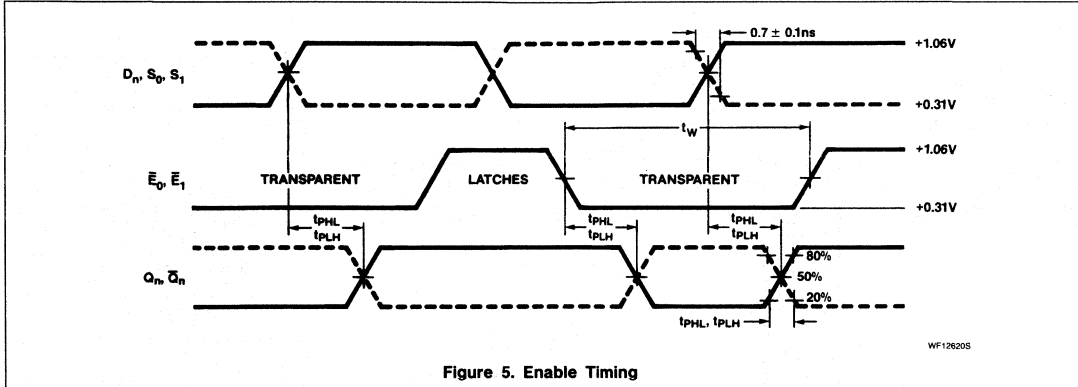 0.7 ± 0.1ns
+1.06V
Dn, S0, S1
+0.31V
tW
+1.06V
Ē0, Ē1
TRANSPARENT
LATCHES
TRANSPARENT
+0.31V
tPHL
tPLH
tPHL
tPLH
tPHL
tPLH
80%
Qn, Q̄n
50%
20%
tPHL, tPLH
WF12620S
Figure 5. Enable Timing